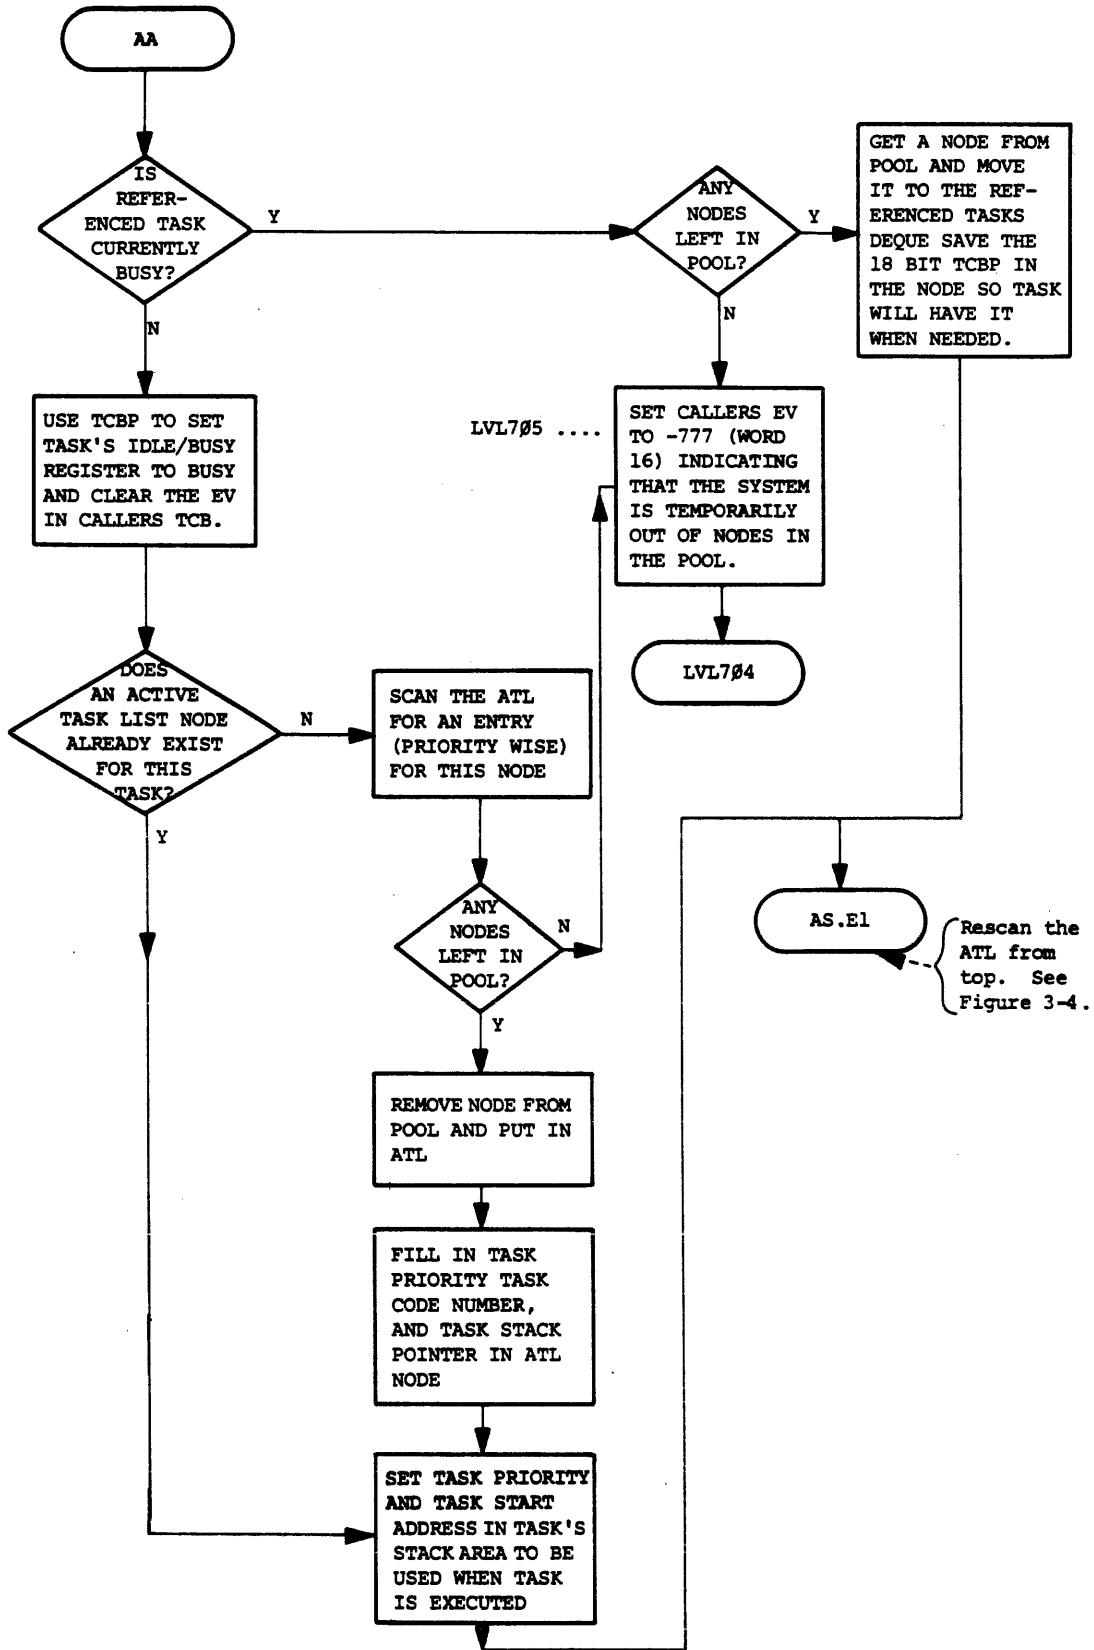 AA
IS
REFER-
ENCED TASK
CURRENTLY
BUSY?
Y
N
ANY
NODES
LEFT IN
POOL?
Y
N
GET A NODE FROM
POOL AND MOVE
IT TO THE REF-
ERENCED TASKS
DEQUE SAVE THE
18 BIT TCBP IN
THE NODE SO TASK
WILL HAVE IT
WHEN NEEDED.
USE TCBP TO SET
TASK'S IDLE/BUSY
REGISTER TO BUSY
AND CLEAR THE EV
IN CALLERS TCB.
LVL7Ø5 ....
SET CALLERS EV
TO -777 (WORD
16) INDICATING
THAT THE SYSTEM
IS TEMPORARILY
OUT OF NODES IN
THE POOL.
LVL7Ø4
DOES
AN ACTIVE
TASK LIST NODE
ALREADY EXIST
FOR THIS
TASK?
N
Y
SCAN THE ATL
FOR AN ENTRY
(PRIORITY WISE)
FOR THIS NODE
ANY
NODES
LEFT IN
POOL?
N
Y
AS.E1
Rescan the
ATL from
top. See
Figure 3-4.
REMOVE NODE FROM
POOL AND PUT IN
ATL
FILL IN TASK
PRIORITY TASK
CODE NUMBER,
AND TASK STACK
POINTER IN ATL
NODE
SET TASK PRIORITY
AND TASK START
ADDRESS IN TASK'S
STACK AREA TO BE
USED WHEN TASK
IS EXECUTED